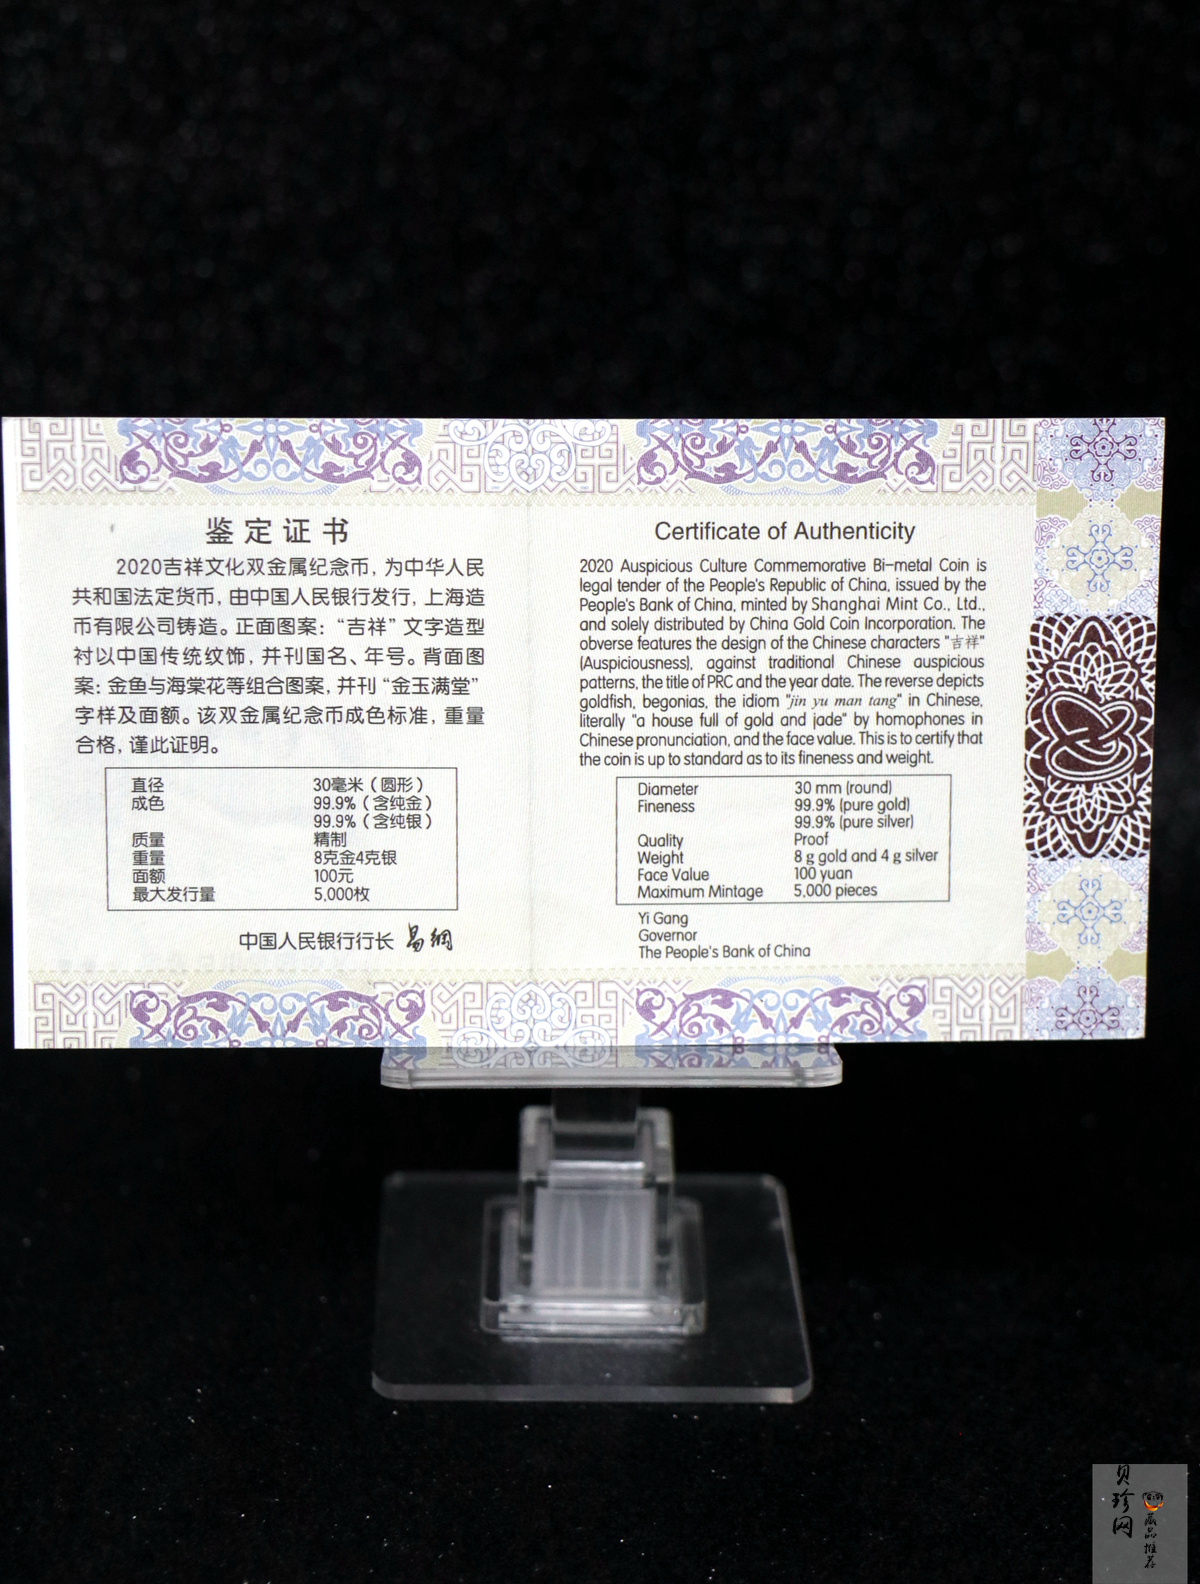 鉴定证书
2020吉祥文化双金属纪念币，为中华人民
共和国法定货币，由中国人民银行发行，上海造
币有限公司铸造。正面图案：“吉祥”文字造型
衬以中国传统纹饰，并刊国名、年号。背面图
案：金鱼与海棠花等组合图案，并刊“金玉满堂”
字样及面额。该双金属纪念币成色标准，重量
合格，谨此证明。
直径 30毫米（圆形）
成色 99.9%（含纯金）
99.9%（含纯银）
质量 精制
重量 8克金4克银
面额 100元
最大发行量 5,000枚
中国人民银行行长 易纲
Certificate of Authenticity
2020 Auspicious Culture Commemorative Bi-metal Coin is
legal tender of the People's Republic of China, issued by the
People's Bank of China, minted by Shanghai Mint Co., Ltd.,
and solely distributed by China Gold Coin Incorporation. The
obverse features the design of the Chinese characters "吉祥"
(Auspiciousness), against traditional Chinese auspicious
patterns, the title of PRC and the year date. The reverse depicts
goldfish, begonias, the idiom "jin yu man tang" in Chinese,
literally "a house full of gold and jade" by homophones in
Chinese pronunciation, and the face value. This is to certify that
the coin is up to standard as to its fineness and weight.
Diameter 30 mm (round)
Fineness 99.9% (pure gold)
99.9% (pure silver)
Quality Proof
Weight 8 g gold and 4 g silver
Face Value 100 yuan
Maximum Mintage 5,000 pieces
Yi Gang
Governor
The People's Bank of China
贝珍网
藏品推荐